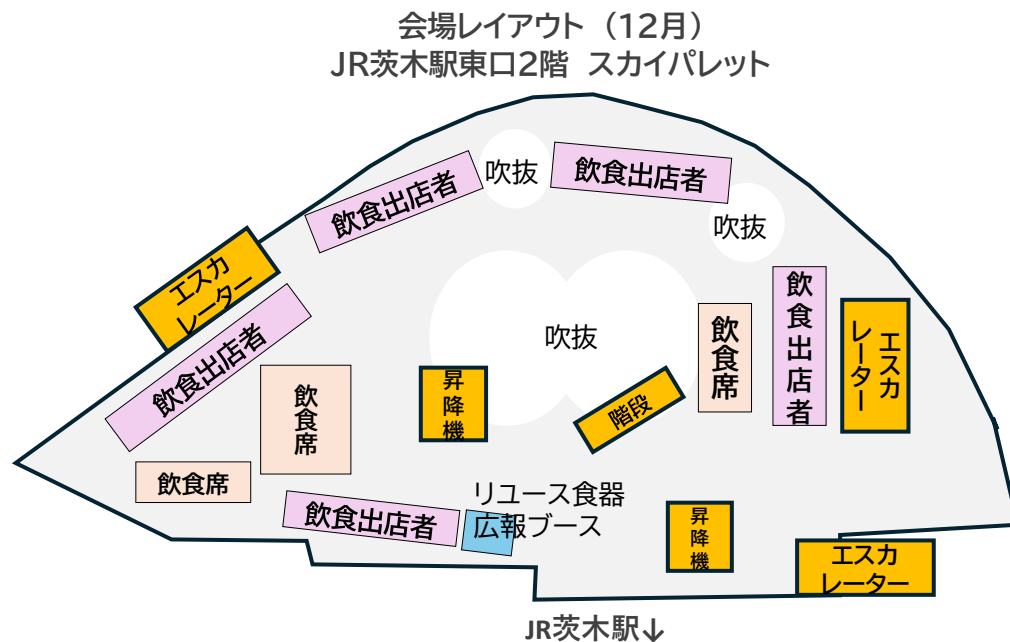 会場レイアウト（12月）
JR茨木駅東口2階 スカイパレット
吹抜
飲食出店者
飲食出店者
吹抜
エスカ
レーター
飲食出店者
飲食出店者
エスカ
レーター
吹抜
飲食席
昇降機
飲食席
階段
飲食席
リユース食器
広報ブース
飲食出店者
昇降機
エスカ
レーター
JR茨木駅↓